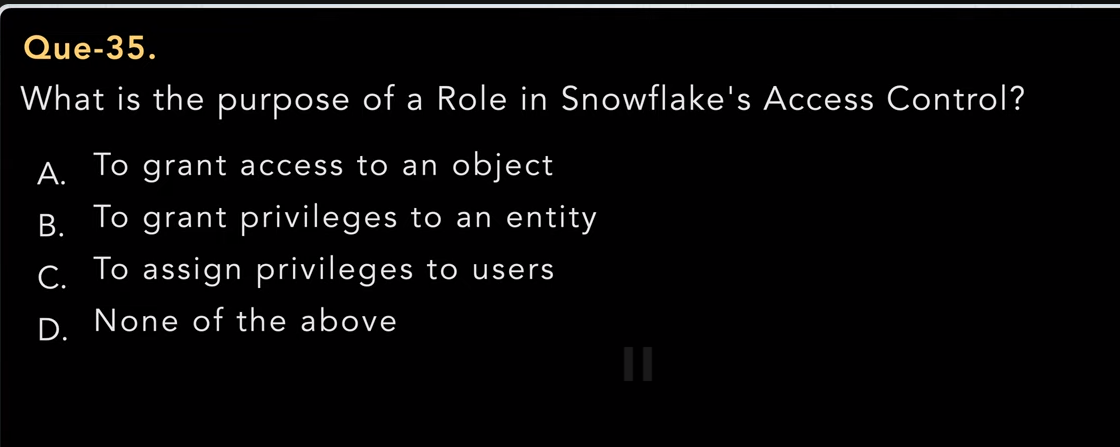 Que-35.
What is the purpose of a Role in Snowflake's Access Control?
A. To grant access to an object
B. To grant privileges to an entity
C. To assign privileges to users
D. None of the above